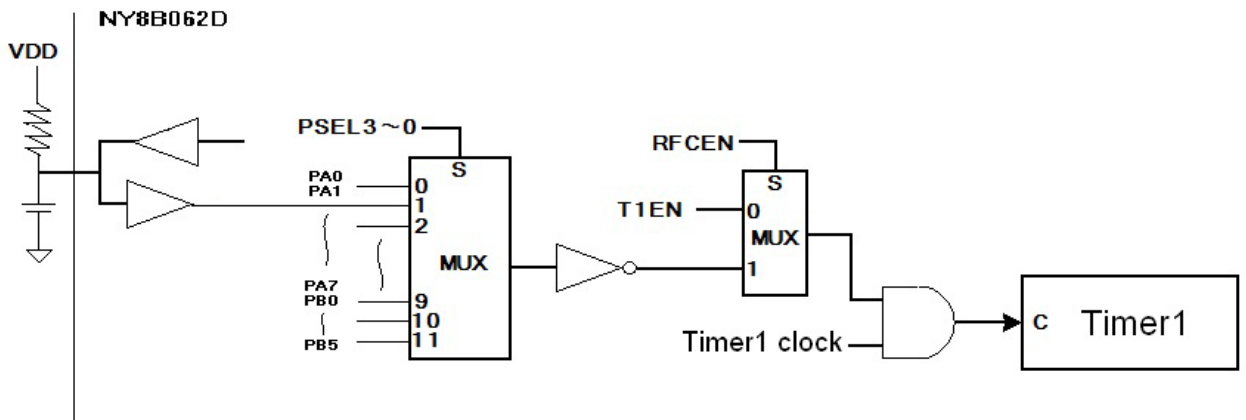 NY8B062D
VDD
PSEL3~0
S
RFCEN
S
PA0
0
PA1
1
2
T1EN
0
MUX
MUX
1
PA7
PB0
9
10
PB5
11
C
Timer1
Timer1 clock